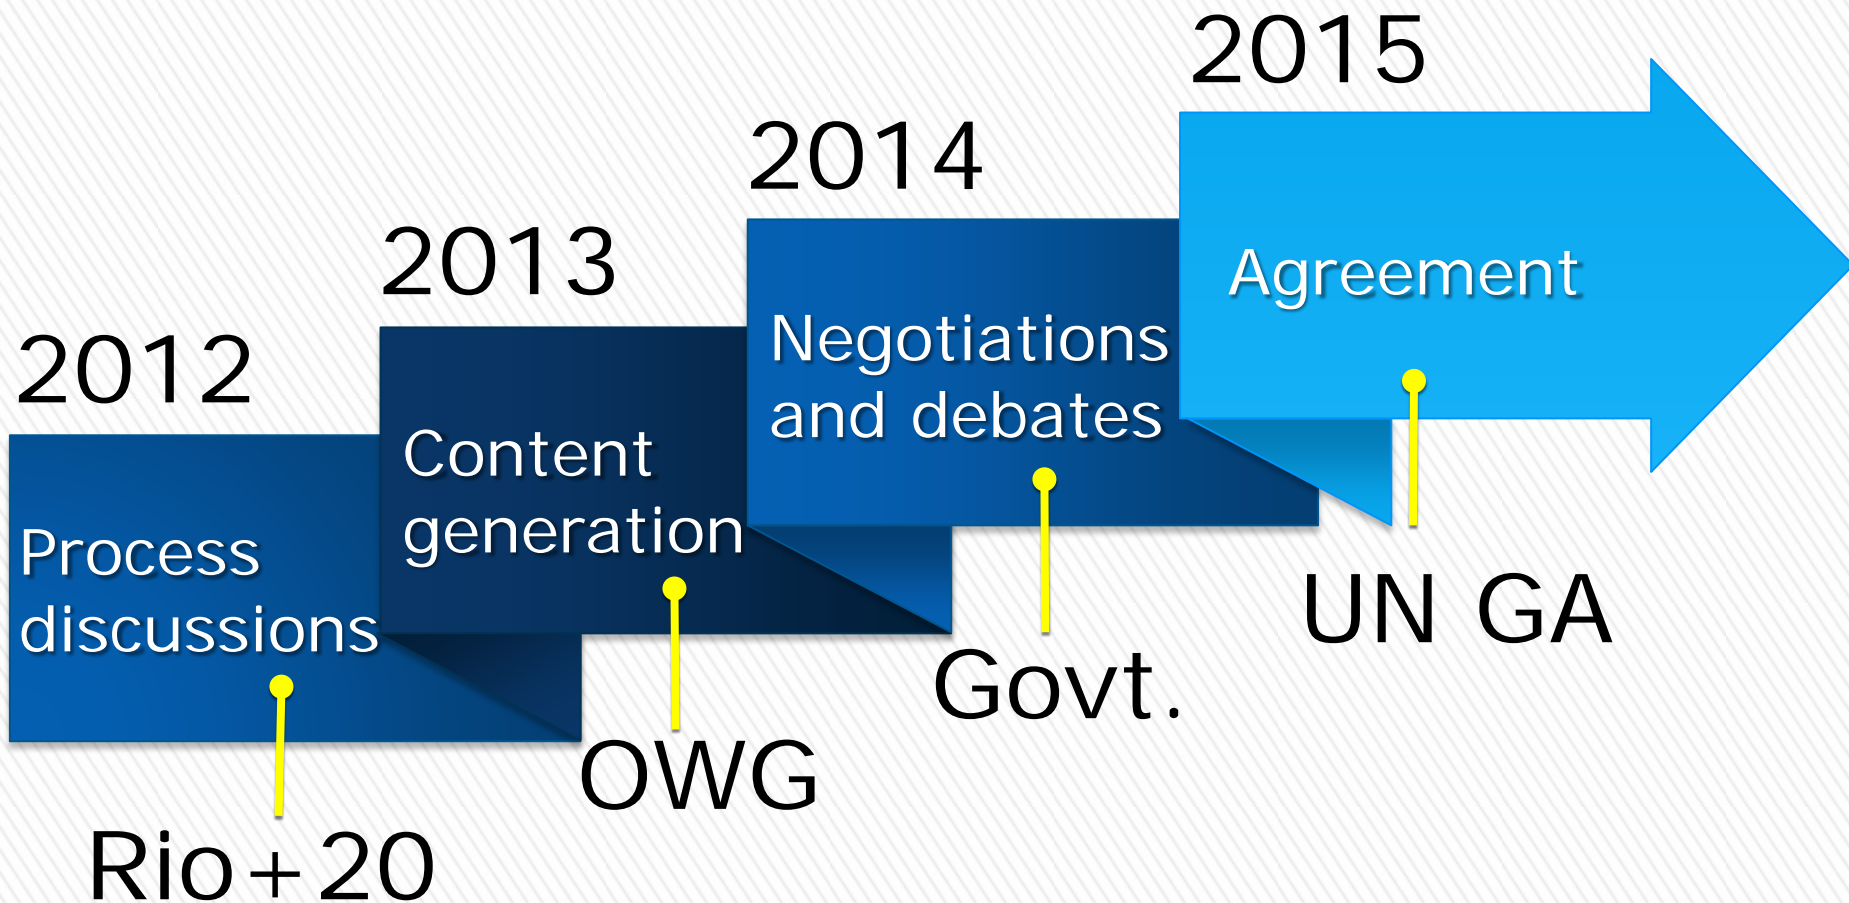 2012
Process
discussions
Rio+20
2013
Content
generation
OWG
2014
Negotiations
and debates
Govt.
2015
Agreement
UN GA